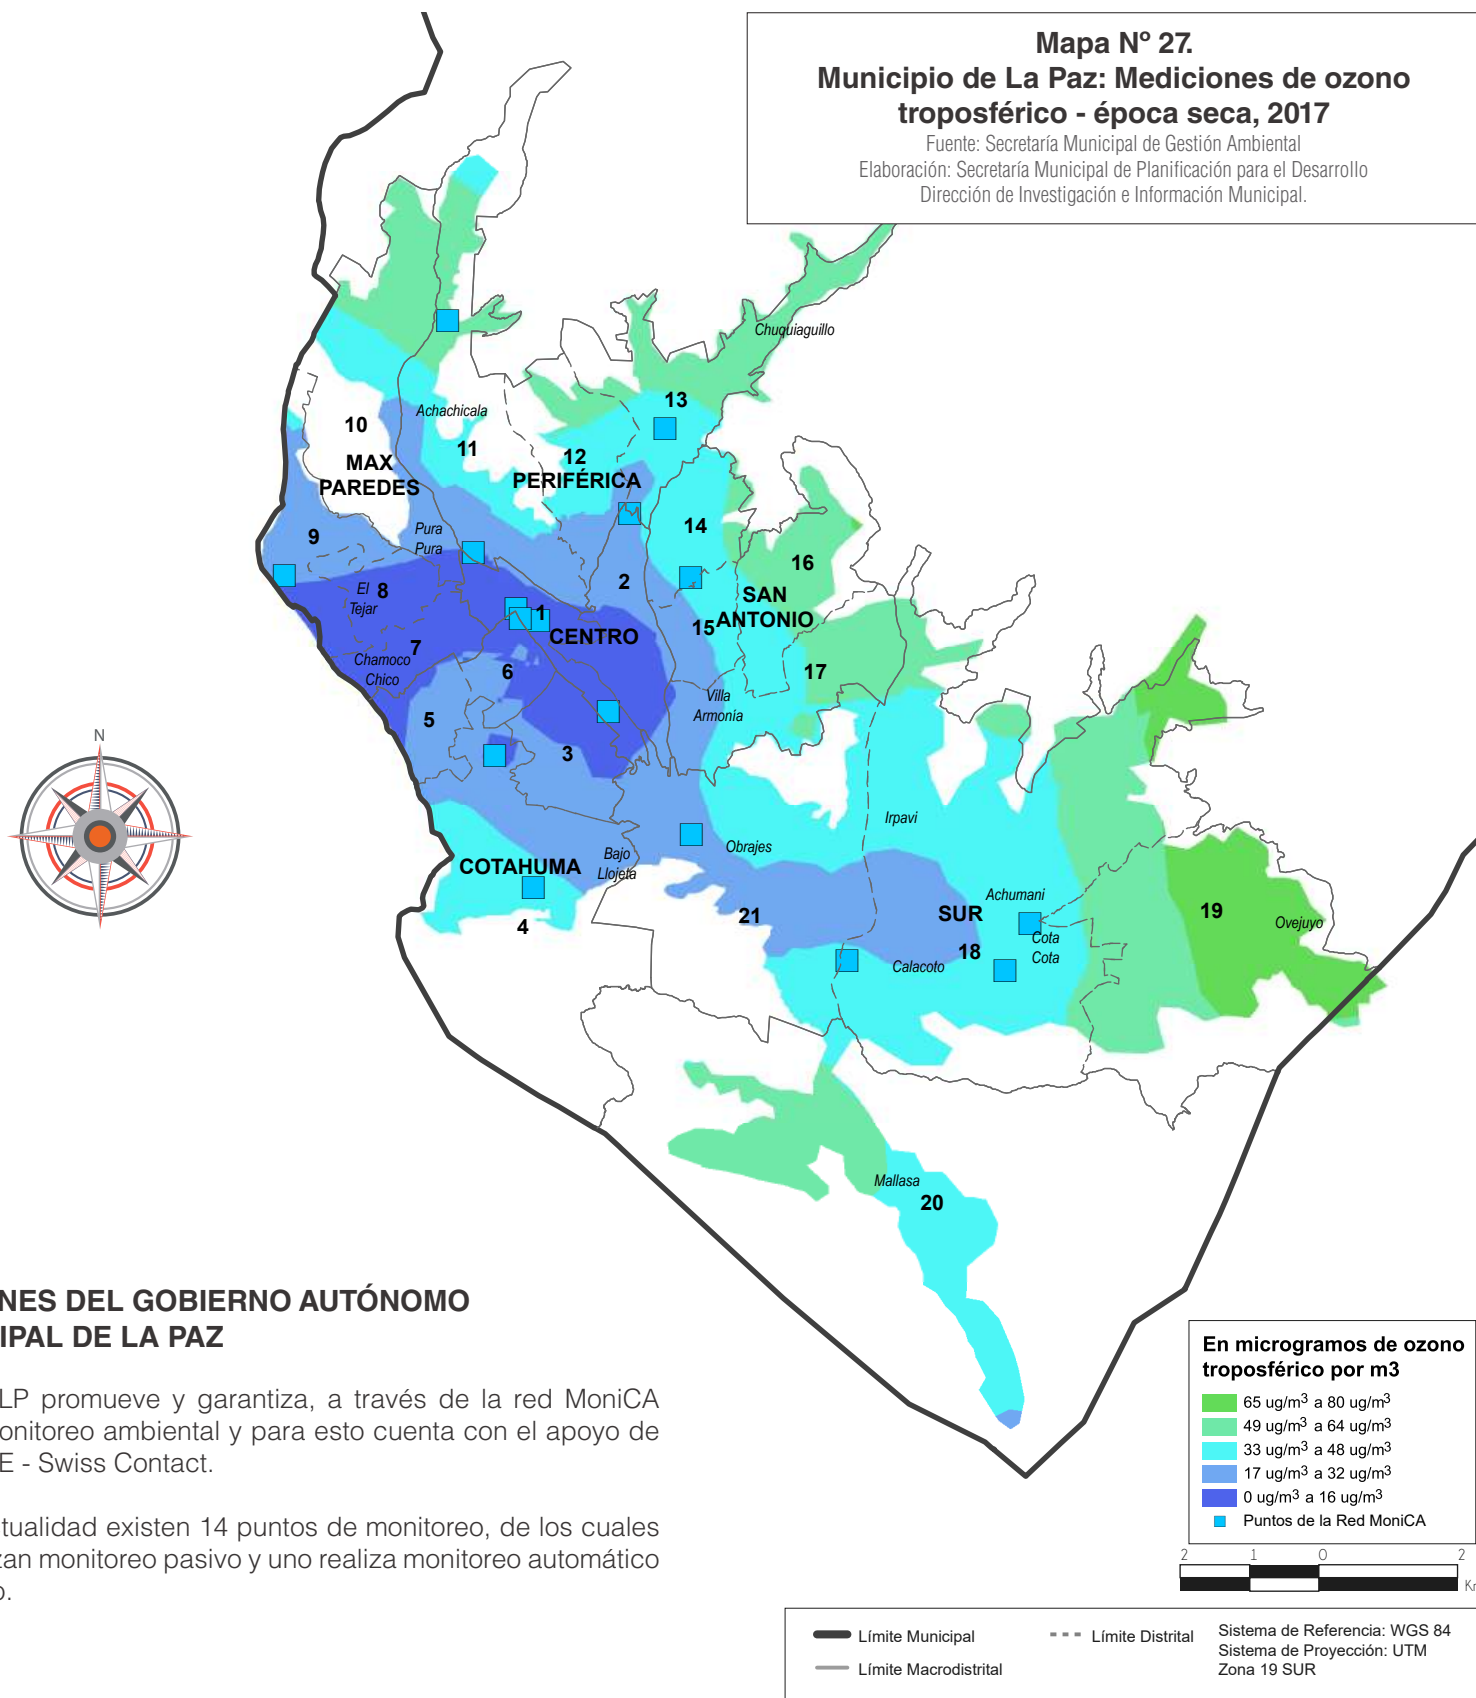 Mapa Nº 27.
Municipio de La Paz: Mediciones de ozono
troposférico - época seca, 2017
Fuente: Secretaría Municipal de Gestión Ambiental
Elaboración: Secretaría Municipal de Planificación para el Desarrollo
Dirección de Investigación e Información Municipal.
Chuquiaguillo
13
Achachicala
10
11
12
MAX
PAREDES
PERIFÉRICA
14
9
Pura
Pura
16
2
El
Tejar
8
SAN
ANTONIO
1
CENTRO
15
7
Chamoco
Chico
6
17
Villa
Armonía
5
3
N
Irpavi
Obrajes
Bajo
Llojeta
COTAHUMA
4
21
SUR
Achumani
19
Ovejuyo
Cota
Cota
18
Calacoto
Mallasa
20
NES DEL GOBIERNO AUTÓNOMO
IPAL DE LA PAZ
LP promueve y garantiza, a través de la red MoniCA
onitoreo ambiental y para esto cuenta con el apoyo de
E - Swiss Contact.
tualidad existen 14 puntos de monitoreo, de los cuales
zan monitoreo pasivo y uno realiza monitoreo automático
o.
En microgramos de ozono
troposférico por m3
65 ug/m³ a 80 ug/m³
49 ug/m³ a 64 ug/m³
33 ug/m³ a 48 ug/m³
17 ug/m³ a 32 ug/m³
0 ug/m³ a 16 ug/m³
Puntos de la Red MoniCA
2 1 0 2
Límite Municipal
Límite Distrital
Límite Macrodistrital
Sistema de Referencia: WGS 84
Sistema de Proyección: UTM
Zona 19 SUR